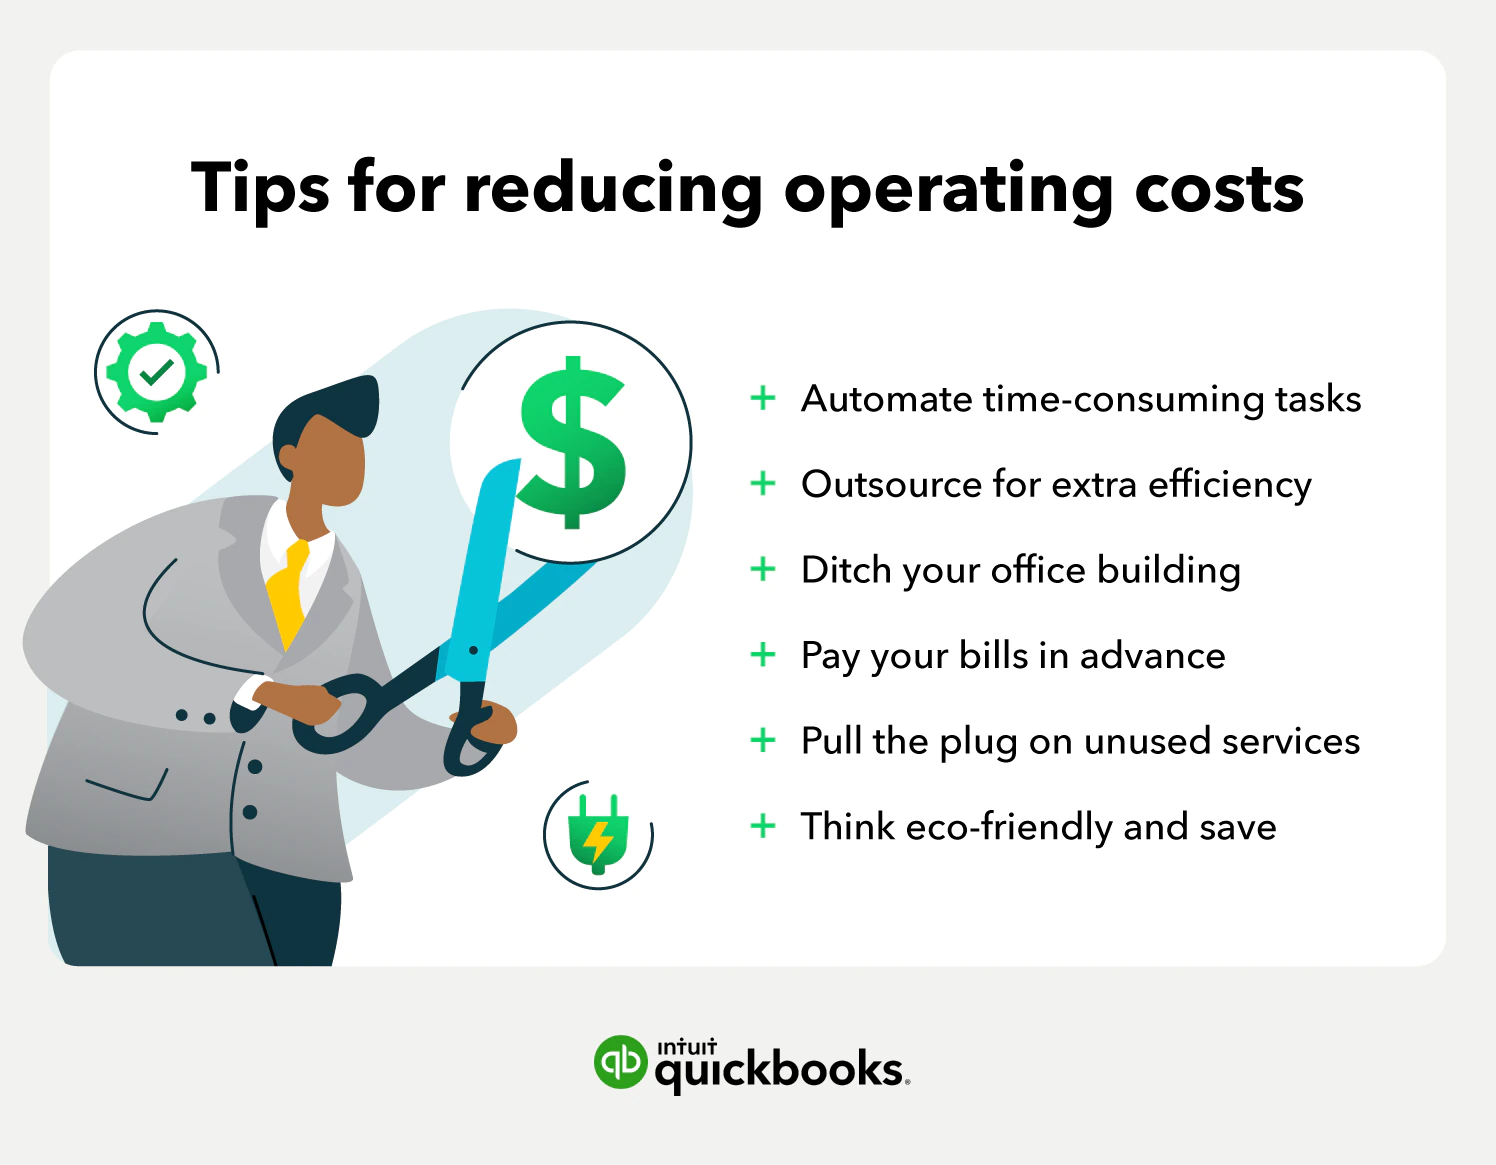 Tips for reducing operating costs
$
+ Automate time-consuming tasks
+ Outsource for extra efficiency
+ Ditch your office building
+ Pay your bills in advance
+ Pull the plug on unused services
+ Think eco-friendly and save
qb
intuit
quickbooks®